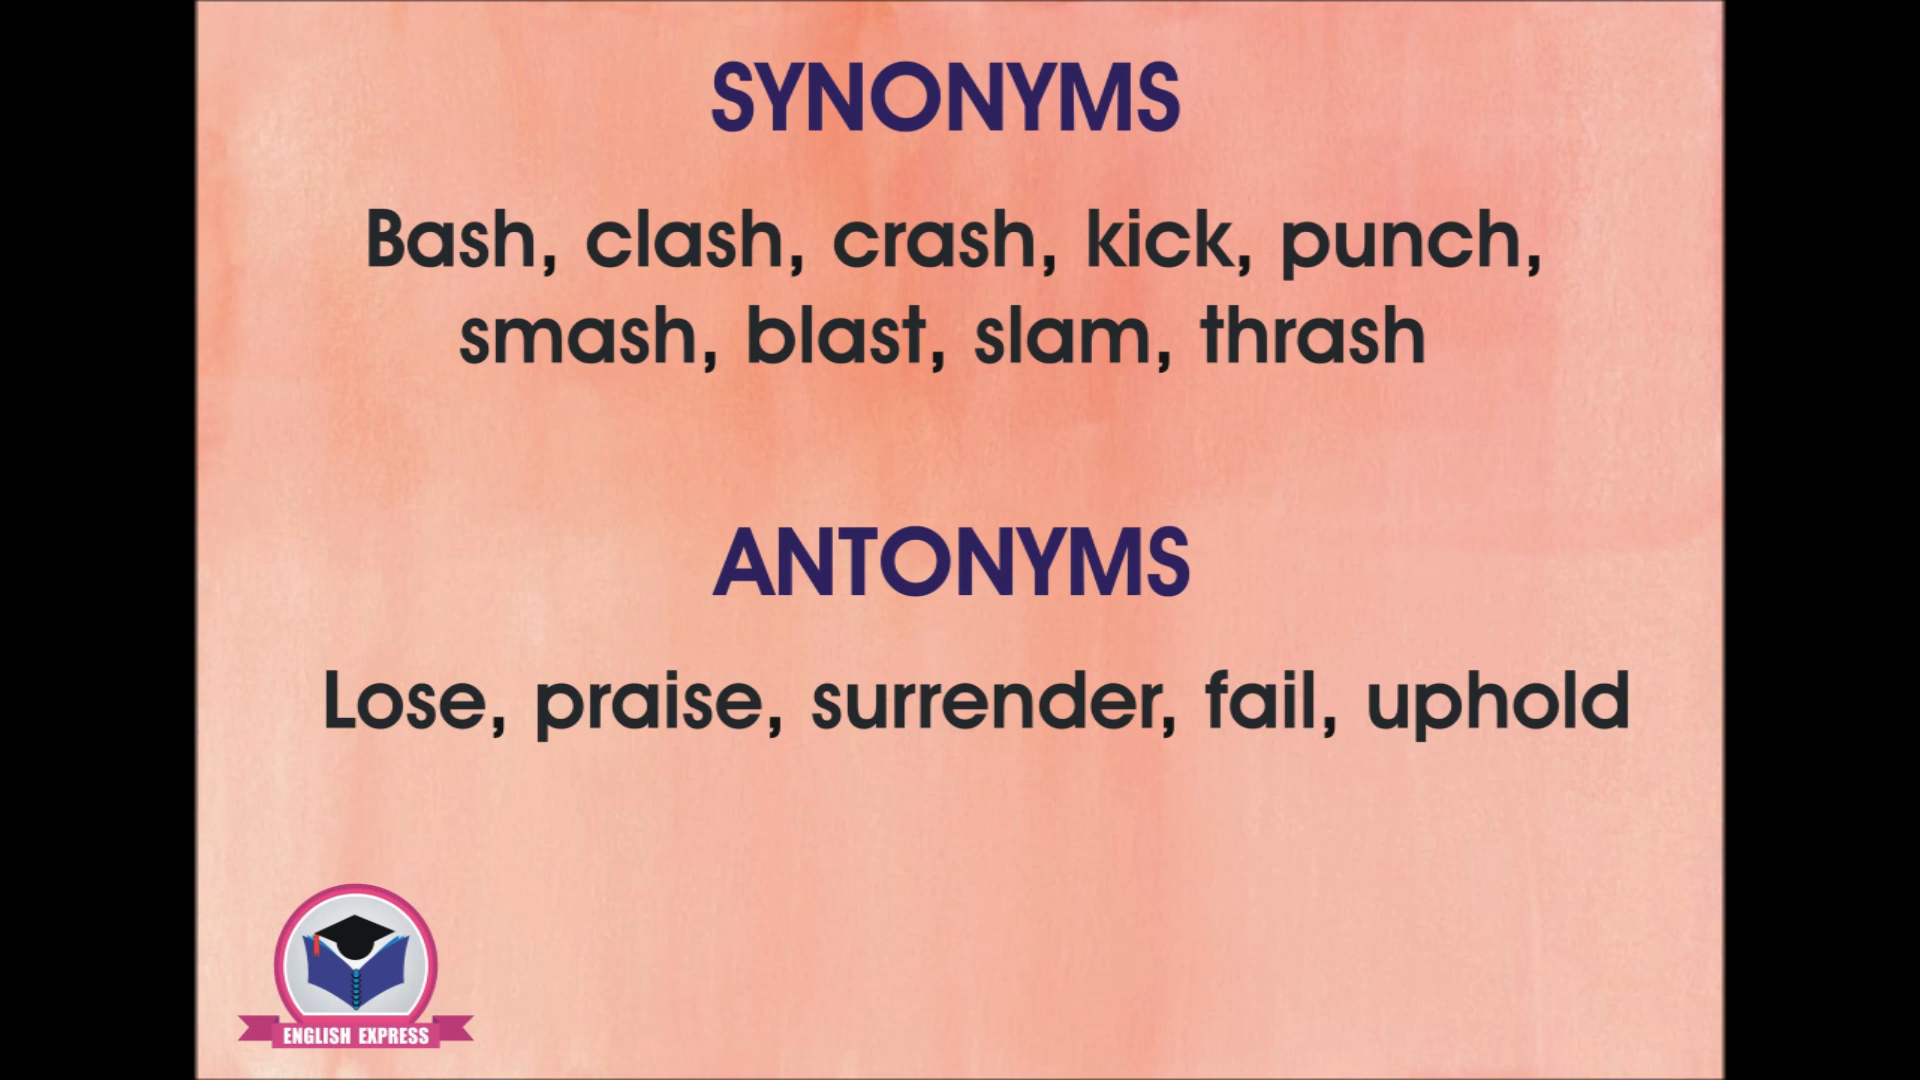 SYNONYMS
Bash, clash, crash, kick, punch,
smash, blast, slam, thrash
ANTONYMS
Lose, praise, surrender, fail, uphold
ENGLISH EXPRESS